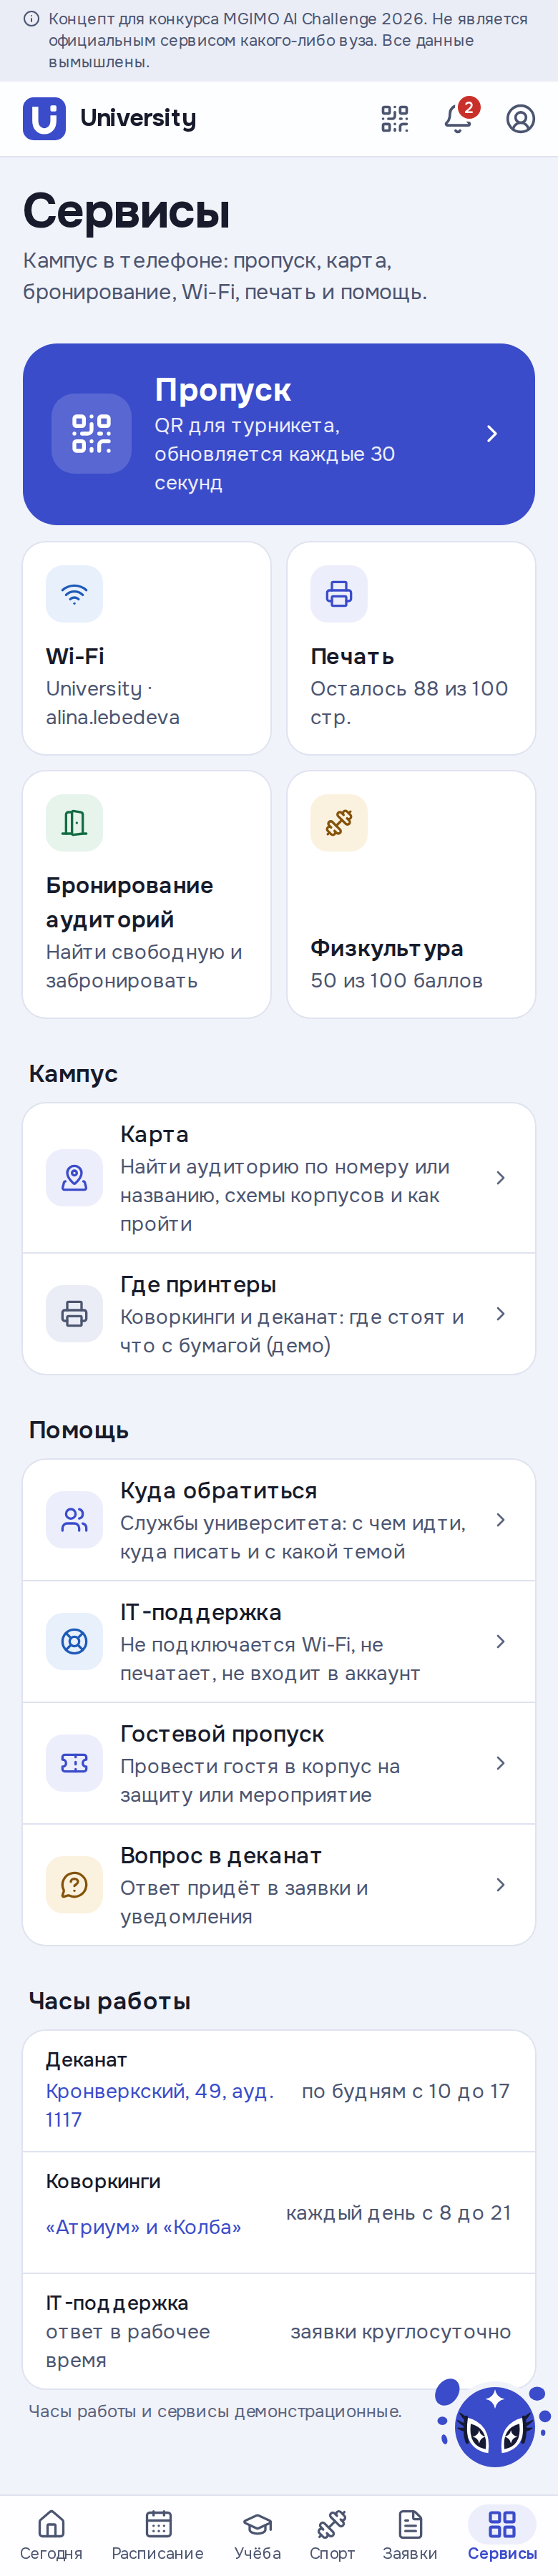 Концепт для конкурса MGIMO AI Challenge 2026. Не является
официальным сервисом какого-либо вуза. Все данные
вымышлены.
University
2
Сервисы
Кампус в телефоне: пропуск, карта,
бронирование, Wi-Fi, печать и помощь.
Пропуск
QR для турникета,
обновляется каждые 30
секунд
Wi-Fi
University ·
alina.lebedeva
Печать
Осталось 88 из 100
стр.
Бронирование
аудиторий
Найти свободную и
забронировать
Физкультура
50 из 100 баллов
Кампус
Карта
Найти аудиторию по номеру или
названию, схемы корпусов и как
пройти
Где принтеры
Коворкинги и деканат: где стоят и
что с бумагой (демо)
Помощь
Куда обратиться
Службы университета: с чем идти,
куда писать и с какой темой
IT-поддержка
Не подключается Wi-Fi, не
печатает, не входит в аккаунт
Гостевой пропуск
Провести гостя в корпус на
защиту или мероприятие
Вопрос в деканат
Ответ придёт в заявки и
уведомления
Часы работы
Деканат
Кронверкский, 49, ауд.
1117
по будням с 10 до 17
Коворкинги
«Атриум» и «Колба»
каждый день с 8 до 21
IT-поддержка
ответ в рабочее
время
заявки круглосуточно
Часы работы и сервисы демонстрационные.
Сегодня
Расписание
Учёба
Спорт
Заявки
Сервисы